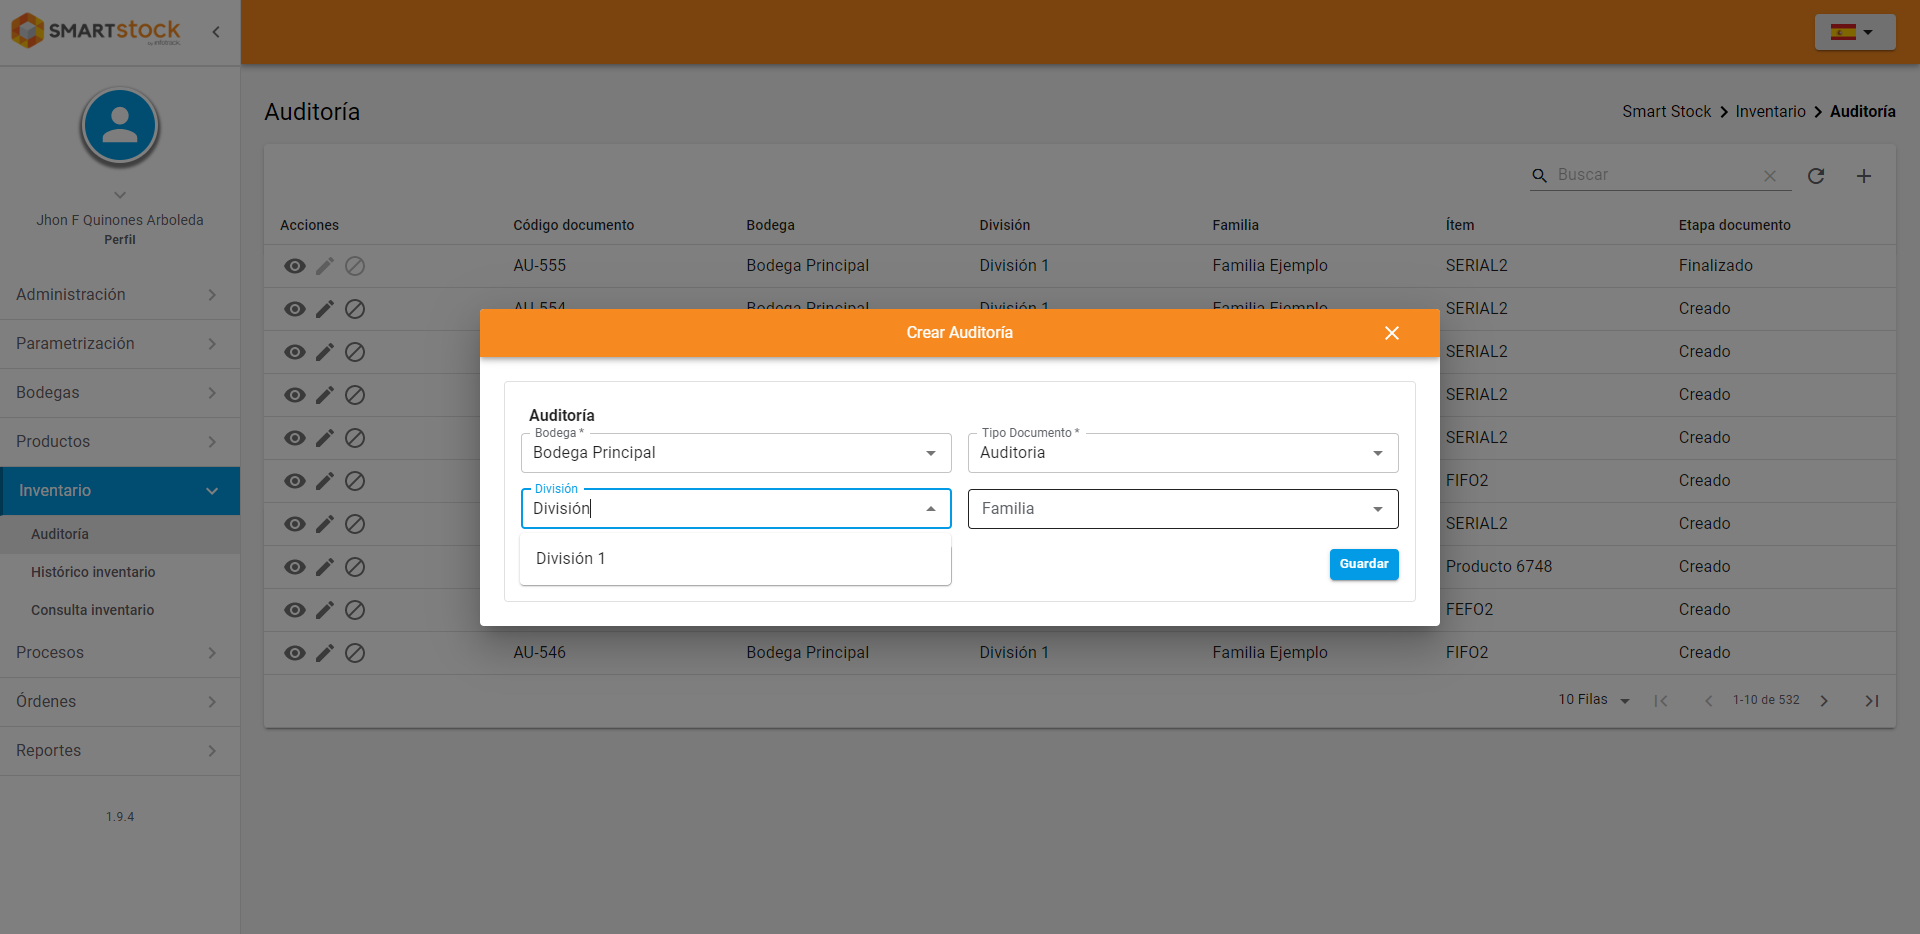 SMARTstock
by infotrack
Jhon F Quinones Arboleda
Perfil
Administración
Parametrización
Bodegas
Productos
Inventario
Auditoría
Histórico inventario
Consulta inventario
Procesos
Órdenes
Reportes
1.9.4
Auditoría
Smart Stock Inventario Auditoría
Buscar
Acciones Código documento Bodega División Familia Ítem Etapa documento
AU-555 Bodega Principal División 1 Familia Ejemplo SERIAL2 Finalizado
AU-554 Bodega Principal División 1 Familia Ejemplo SERIAL2 Creado
SERIAL2 Creado
SERIAL2 Creado
SERIAL2 Creado
FIFO2 Creado
SERIAL2 Creado
Producto 6748 Creado
FEFO2 Creado
AU-546 Bodega Principal División 1 Familia Ejemplo FIFO2 Creado
10 Filas 1-10 de 532
Crear Auditoría
Auditoría
Bodega *
Bodega Principal
Tipo Documento *
Auditoria
División
División
Familia
División 1
Guardar